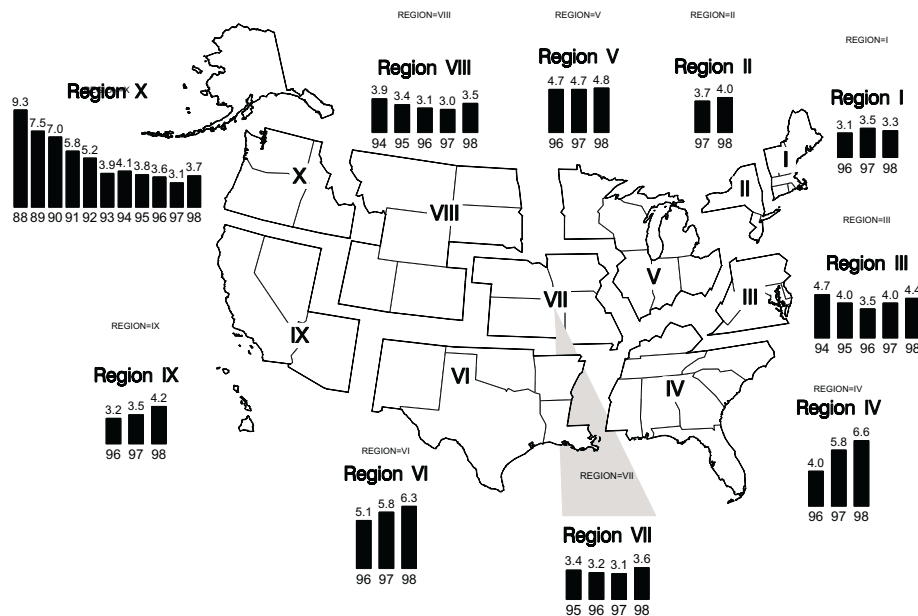 REGION=VIII
REGION=V
REGION=II
REGION=I
Region VIII
3.9 3.4 3.1 3.0 3.5
94 95 96 97 98
Region V
4.7 4.7 4.8
96 97 98
Region II
3.7 4.0
97 98
Region I
3.1 3.5 3.3
96 97 98
Region X
9.3 7.5 7.0 5.8 5.2 3.9 4.1 3.8 3.6 3.1 3.7
88 89 90 91 92 93 94 95 96 97 98
X
VIII
II
I
VII
V
III
IX
VI
IV
REGION=III
Region III
4.7 4.0 3.5 4.0 4.4
94 95 96 97 98
REGION=IX
Region IX
3.2 3.5 4.2
96 97 98
REGION=IV
Region IV
4.0 5.8 6.6
96 97 98
REGION=VI
Region VI
5.1 5.8 6.3
96 97 98
REGION=VII
Region VII
3.4 3.2 3.1 3.6
95 96 97 98